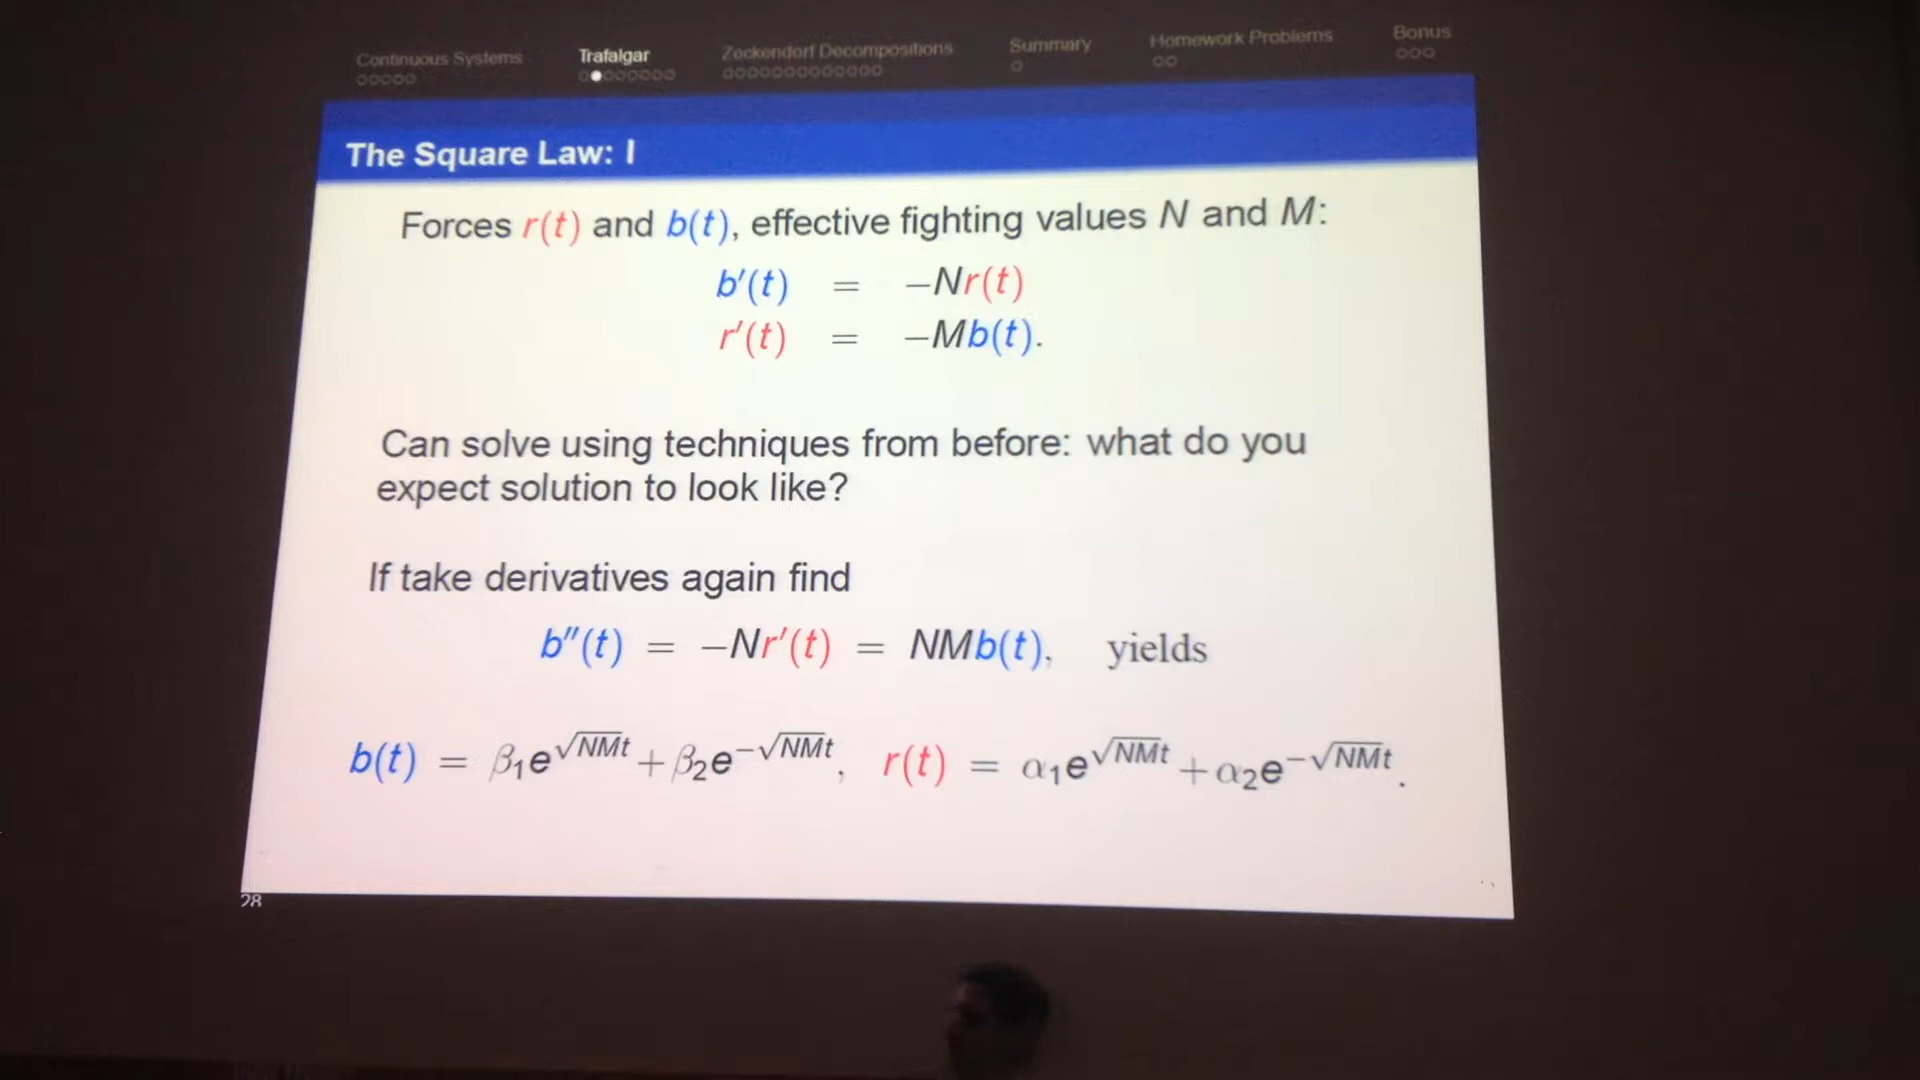 Continuous Systems Trafalgar Zeckendorf Decompositions Summary Homework Problems Bonus
The Square Law: I
Forces r(t) and b(t), effective fighting values N and M:
b′(t) = −Nr(t)
r′(t) = −Mb(t).
Can solve using techniques from before: what do you
expect solution to look like?
If take derivatives again find
b″(t) = −Nr′(t) = NMb(t), yields
b(t) = β₁e^{√NMt} + β₂e^{−√NMt}, r(t) = α₁e^{√NMt} + α₂e^{−√NMt}.
28